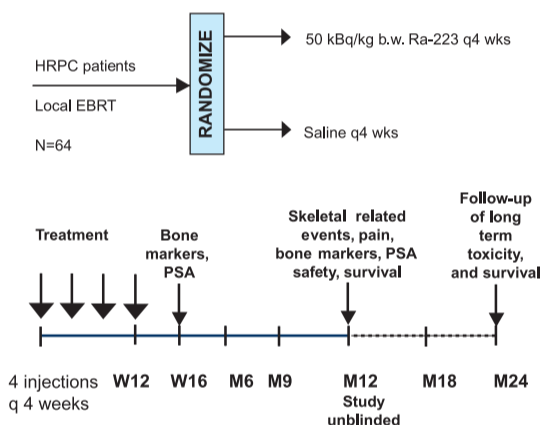 50 kBq/kg b.w. Ra-223 q4 wks
HRPC patients
Local EBRT
N=64
RANDOMIZE
Saline q4 wks
Treatment
Bone
markers,
PSA
Skeletal related
events, pain,
bone markers, PSA
safety, survival
Follow-up
of long
term
toxicity,
and survival
4 injections
q 4 weeks
W12
W16
M6
M9
M12
Study
unblinded
M18
M24